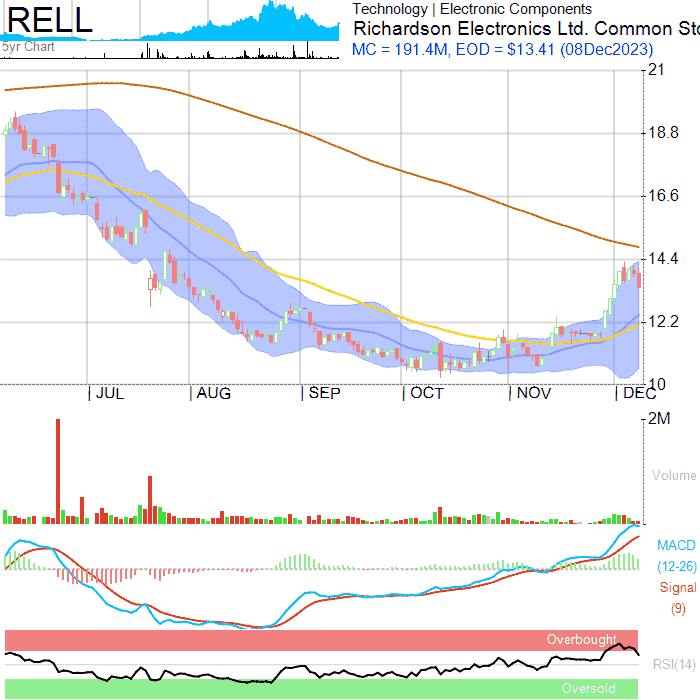 RELL
5yr Chart
Technology | Electronic Components
Richardson Electronics Ltd. Common Sto
MC = 191.4M, EOD = $13.41 (08Dec2023)
21
18.8
16.6
14.4
12.2
10
JUL AUG SEP OCT NOV DEC
2M
Volume
MACD
(12-26)
Signal
(9)
Overbought
RSI(14)
Oversold